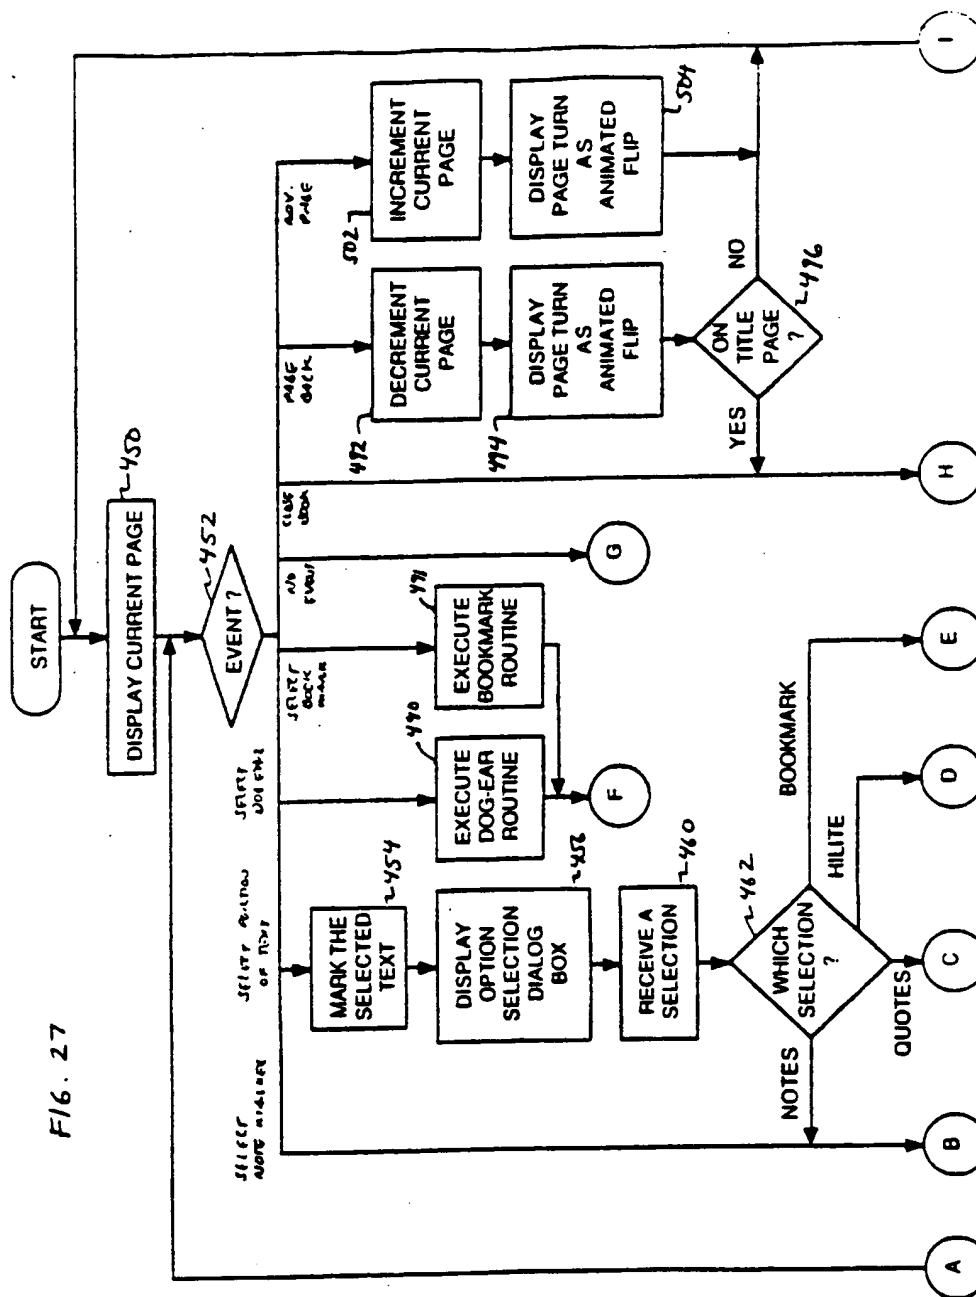 FIG. 27
START
DISPLAY CURRENT PAGE
450
EVENT ?
452
SELECT
NOTE
SELECT PORTION
OF TEXT
SELECT
DOG EAR
SELECT
BOOK
MARK
NO
EVENT
CLOSE
BOOK
PAGE
BACK
ADV.
PAGE
MARK THE
SELECTED
TEXT
454
DISPLAY
OPTION
SELECTION
DIALOG
BOX
456
RECEIVE A
SELECTION
460
WHICH
SELECTION
?
462
NOTES
QUOTES
HILITE
BOOKMARK
490
EXECUTE
DOG-EAR
ROUTINE
491
EXECUTE
BOOKMARK
ROUTINE
492
DECREMENT
CURRENT
PAGE
494
DISPLAY
PAGE TURN
AS
ANIMATED
FLIP
ON
TITLE
PAGE
?
496
YES
NO
502
INCREMENT
CURRENT
PAGE
DISPLAY
PAGE TURN
AS
ANIMATED
FLIP
504
F
G
A
B
C
D
E
H
I